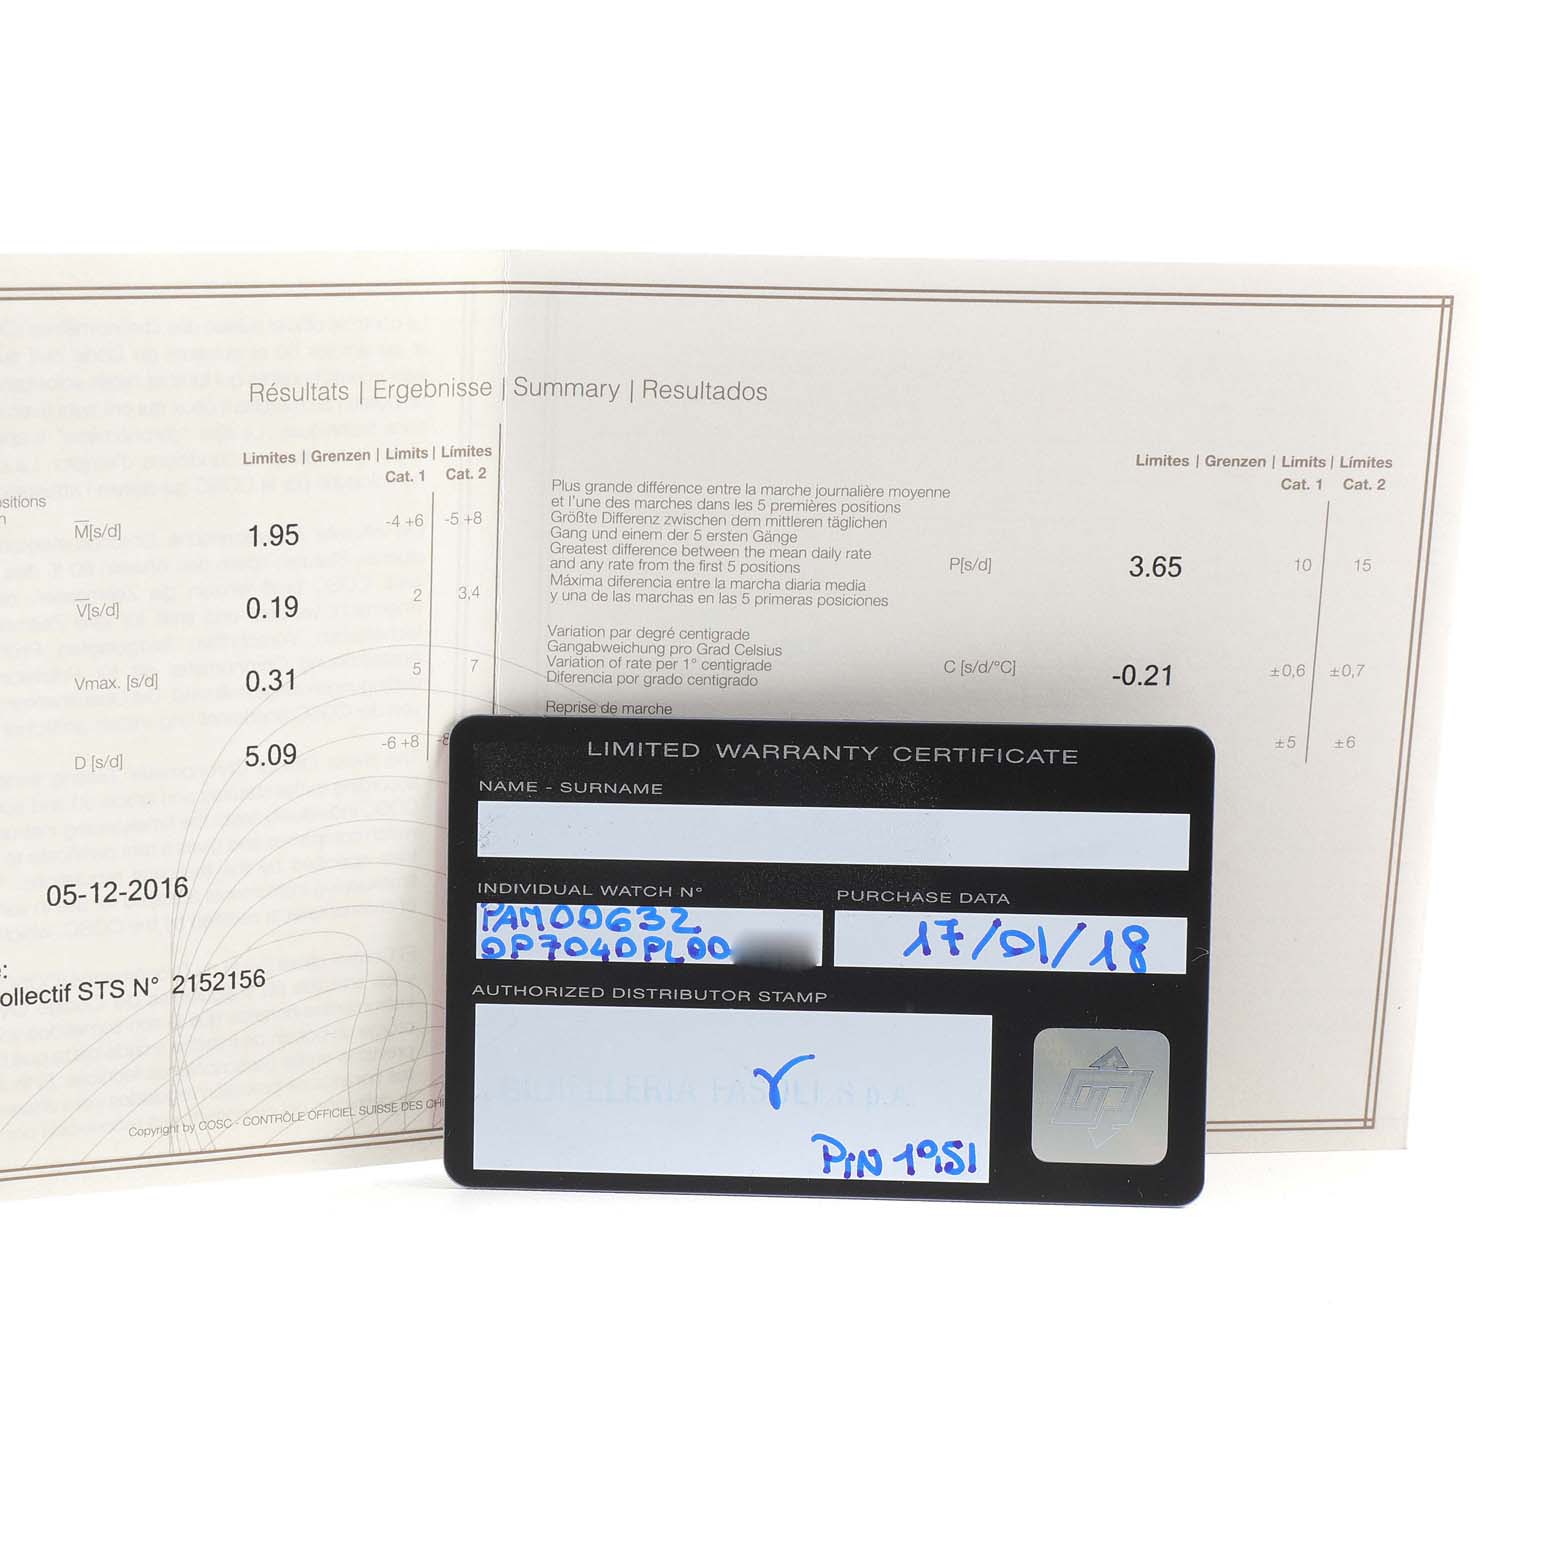 Résultats | Ergebnisse | Summary | Resultados
Limites | Grenzen | Limits | Límites
Cat. 1 Cat. 2
M[s/d] 1.95 -4 +6 -5 +8
V[s/d] 0.19 2 3,4
Vmax. [s/d] 0.31 5 7
D [s/d] 5.09 -6 +8
05-12-2016
STS N° 2152156
Copyright by COSC - CONTRÔLE OFFICIEL SUISSE DES
Limites | Grenzen | Limits | Límites
Cat. 1 Cat. 2
Plus grande différence entre la marche journalière moyenne
et l'une des marches dans les 5 premières positions
Größte Differenz zwischen dem mittleren täglichen
Gang und einem der 5 ersten Gänge
Greatest difference between the mean daily rate
and any rate from the first 5 positions
Máxima diferencia entre la marcha diaria media
y una de las marchas en las 5 primeras posiciones
P[s/d] 3.65 10 15
Variation par degré centigrade
Gangabweichung pro Grad Celsius
Variation of rate per 1° centigrade
Diferencia por grado centigrado
C [s/d/°C] -0.21 ±0,6 ±0,7
Reprise de marche
±5 ±6
LIMITED WARRANTY CERTIFICATE
NAME - SURNAME
INDIVIDUAL WATCH N°
PAM00632
OP7040PL00
PURCHASE DATA
17/01/18
AUTHORIZED DISTRIBUTOR STAMP
GIOIELLERIA FASOLI S.p.A.
PIN 1951
OP